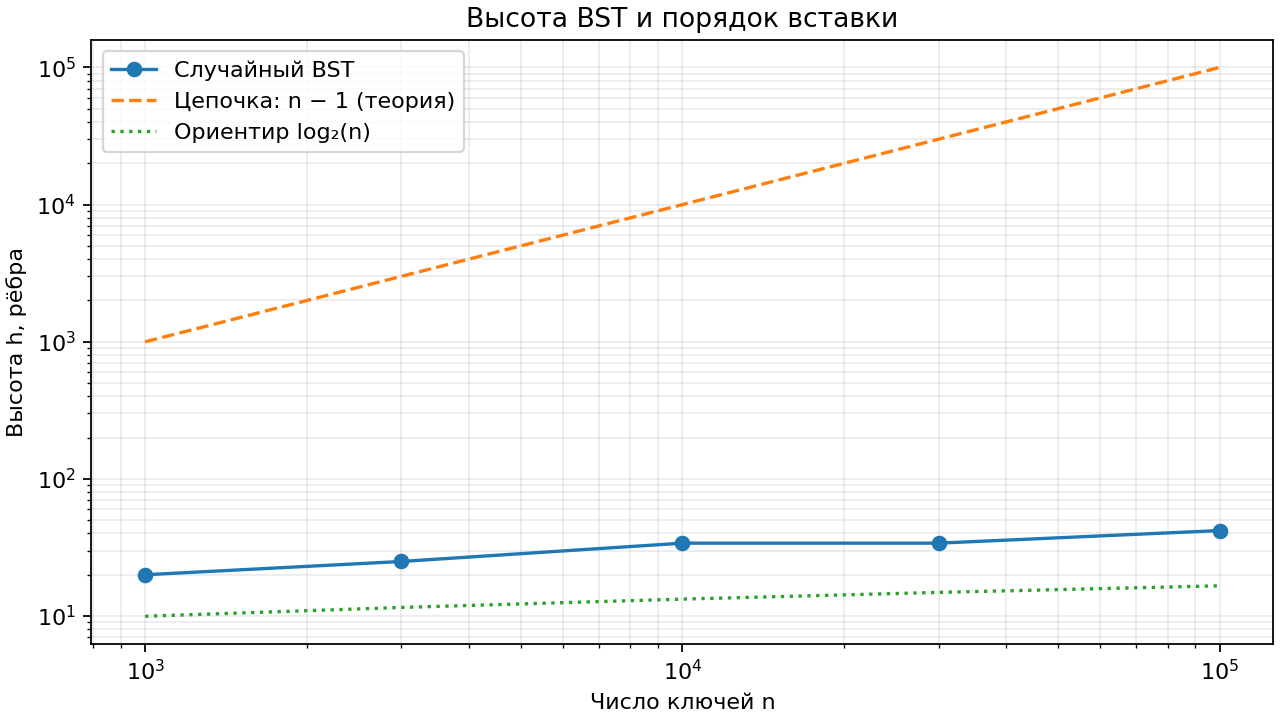 Высота BST и порядок вставки
Случайный BST
Цепочка: n − 1 (теория)
Ориентир log₂(n)
Высота h, рёбра
10⁵
10⁴
10³
10²
10¹
10³
10⁴
10⁵
Число ключей n